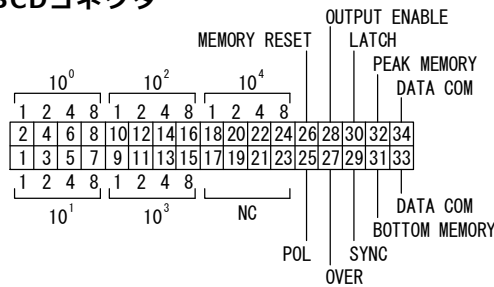 BCDコネクタ
OUTPUT ENABLE
MEMORY RESET LATCH
PEAK MEMORY
10⁰ 10² 10⁴ DATA COM
1 2 4 8 1 2 4 8 1 2 4 8
2 4 6 8 10 12 14 16 18 20 22 24 26 28 30 32 34
1 3 5 7 9 11 13 15 17 19 21 23 25 27 29 31 33
1 2 4 8 1 2 4 8
10¹ 10³ NC DATA COM
BOTTOM MEMORY
POL SYNC
OVER